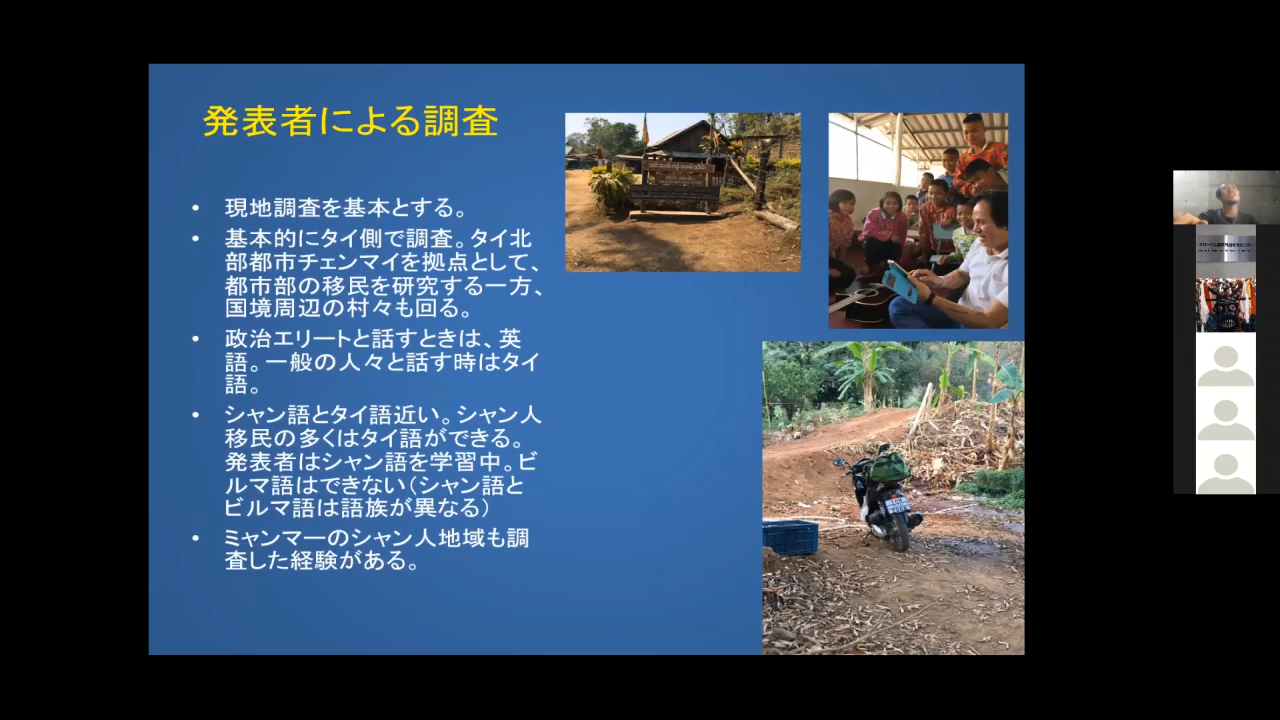 発表者による調査
• 現地調査を基本とする。
• 基本的にタイ側で調査。タイ北
部都市チェンマイを拠点として、
都市部の移民を研究する一方、
国境周辺の村々も回る。
• 政治エリートと話すときは、英
語。一般の人々と話す時はタイ
語。
• シャン語とタイ語近い。シャン人
移民の多くはタイ語ができる。
発表者はシャン語を学習中。ビ
ルマ語はできない（シャン語と
ビルマ語は語族が異なる）
• ミャンマーのシャン人地域も調
査した経験がある。